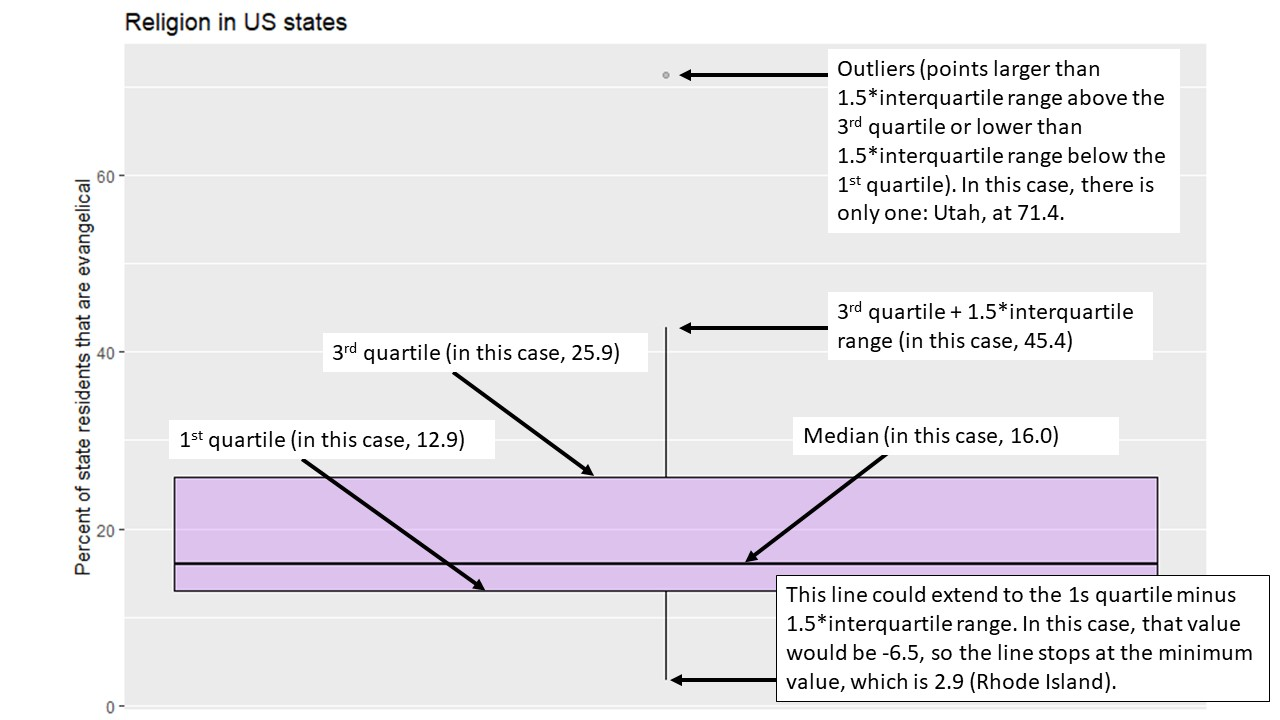 Religion in US states
Percent of state residents that are evangelical
60
40
20
0
Outliers (points larger than
1.5*interquartile range above the
3rd quartile or lower than
1.5*interquartile range below the
1st quartile). In this case, there is
only one: Utah, at 71.4.
3rd quartile + 1.5*interquartile
range (in this case, 45.4)
3rd quartile (in this case, 25.9)
1st quartile (in this case, 12.9)
Median (in this case, 16.0)
This line could extend to the 1s quartile minus
1.5*interquartile range. In this case, that value
would be -6.5, so the line stops at the minimum
value, which is 2.9 (Rhode Island).